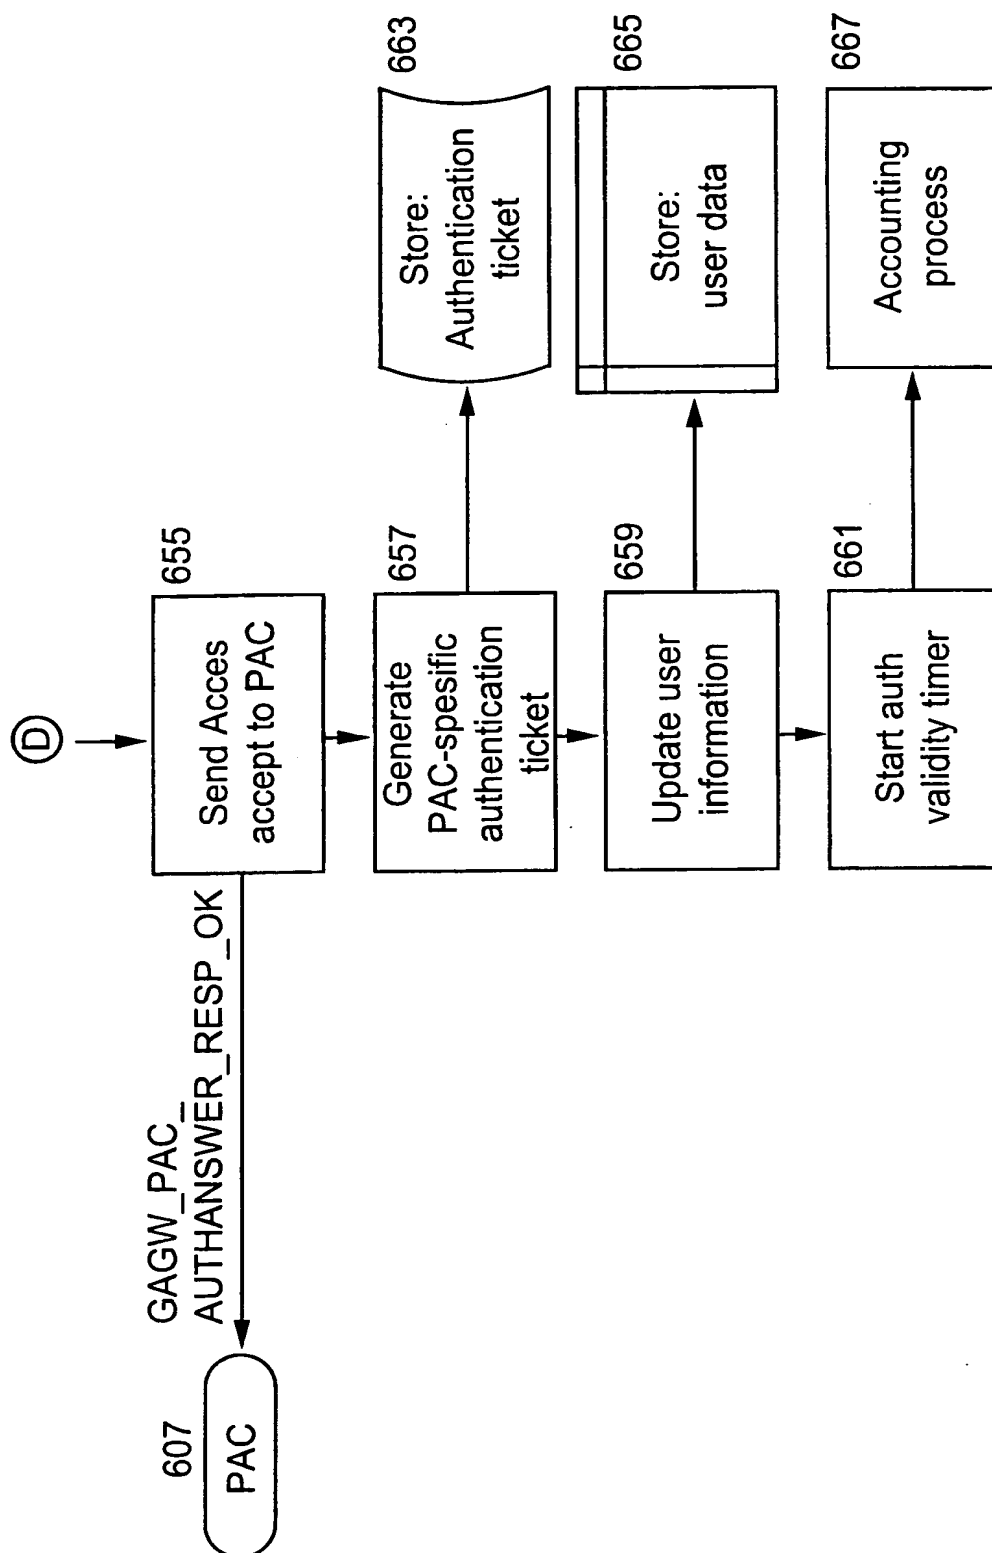 D
655
Send Acces
accept to PAC
GAGW_PAC_
AUTHANSWER_RESP_OK
607
PAC
657
Generate
PAC-spesific
authentication
ticket
663
Store:
Authentication
ticket
659
Update user
information
665
Store:
user data
661
Start auth
validity timer
667
Accounting
process